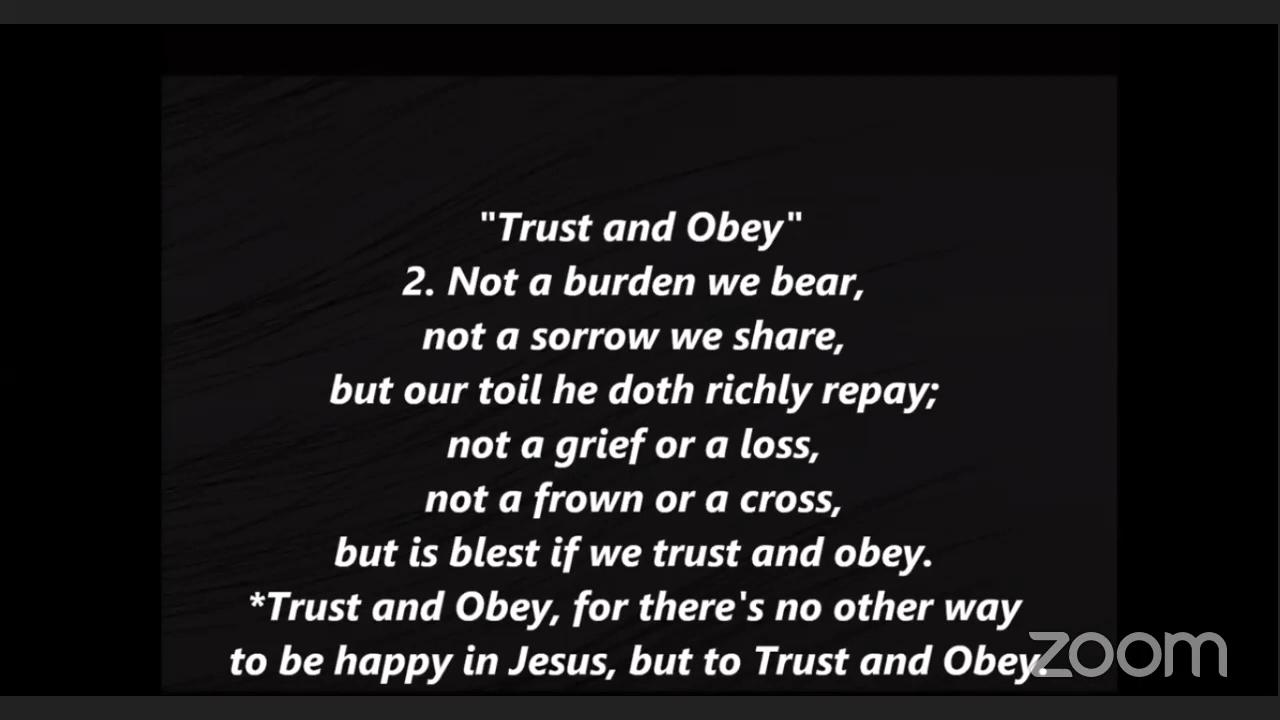 "Trust and Obey"
2. Not a burden we bear,
not a sorrow we share,
but our toil he doth richly repay;
not a grief or a loss,
not a frown or a cross,
but is blest if we trust and obey.
*Trust and Obey, for there's no other way
to be happy in Jesus, but to Trust and Obey.
zoom